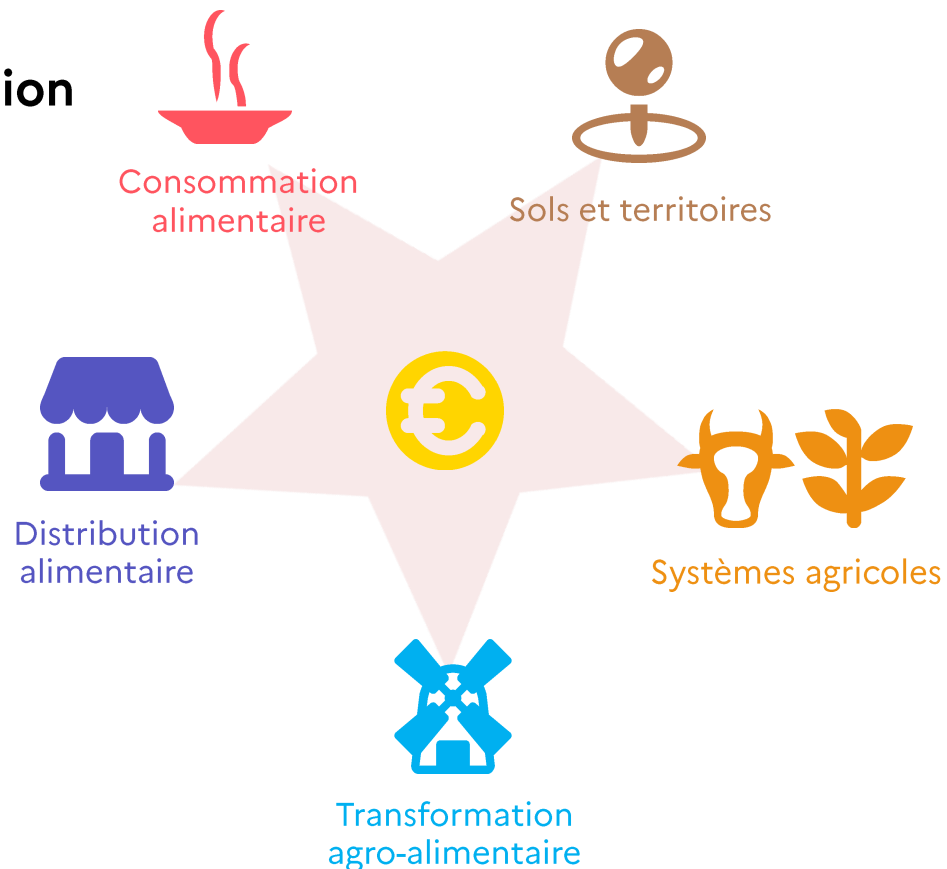 ion
Consommation
alimentaire
Sols et territoires
Distribution
alimentaire
Systèmes agricoles
Transformation
agro-alimentaire